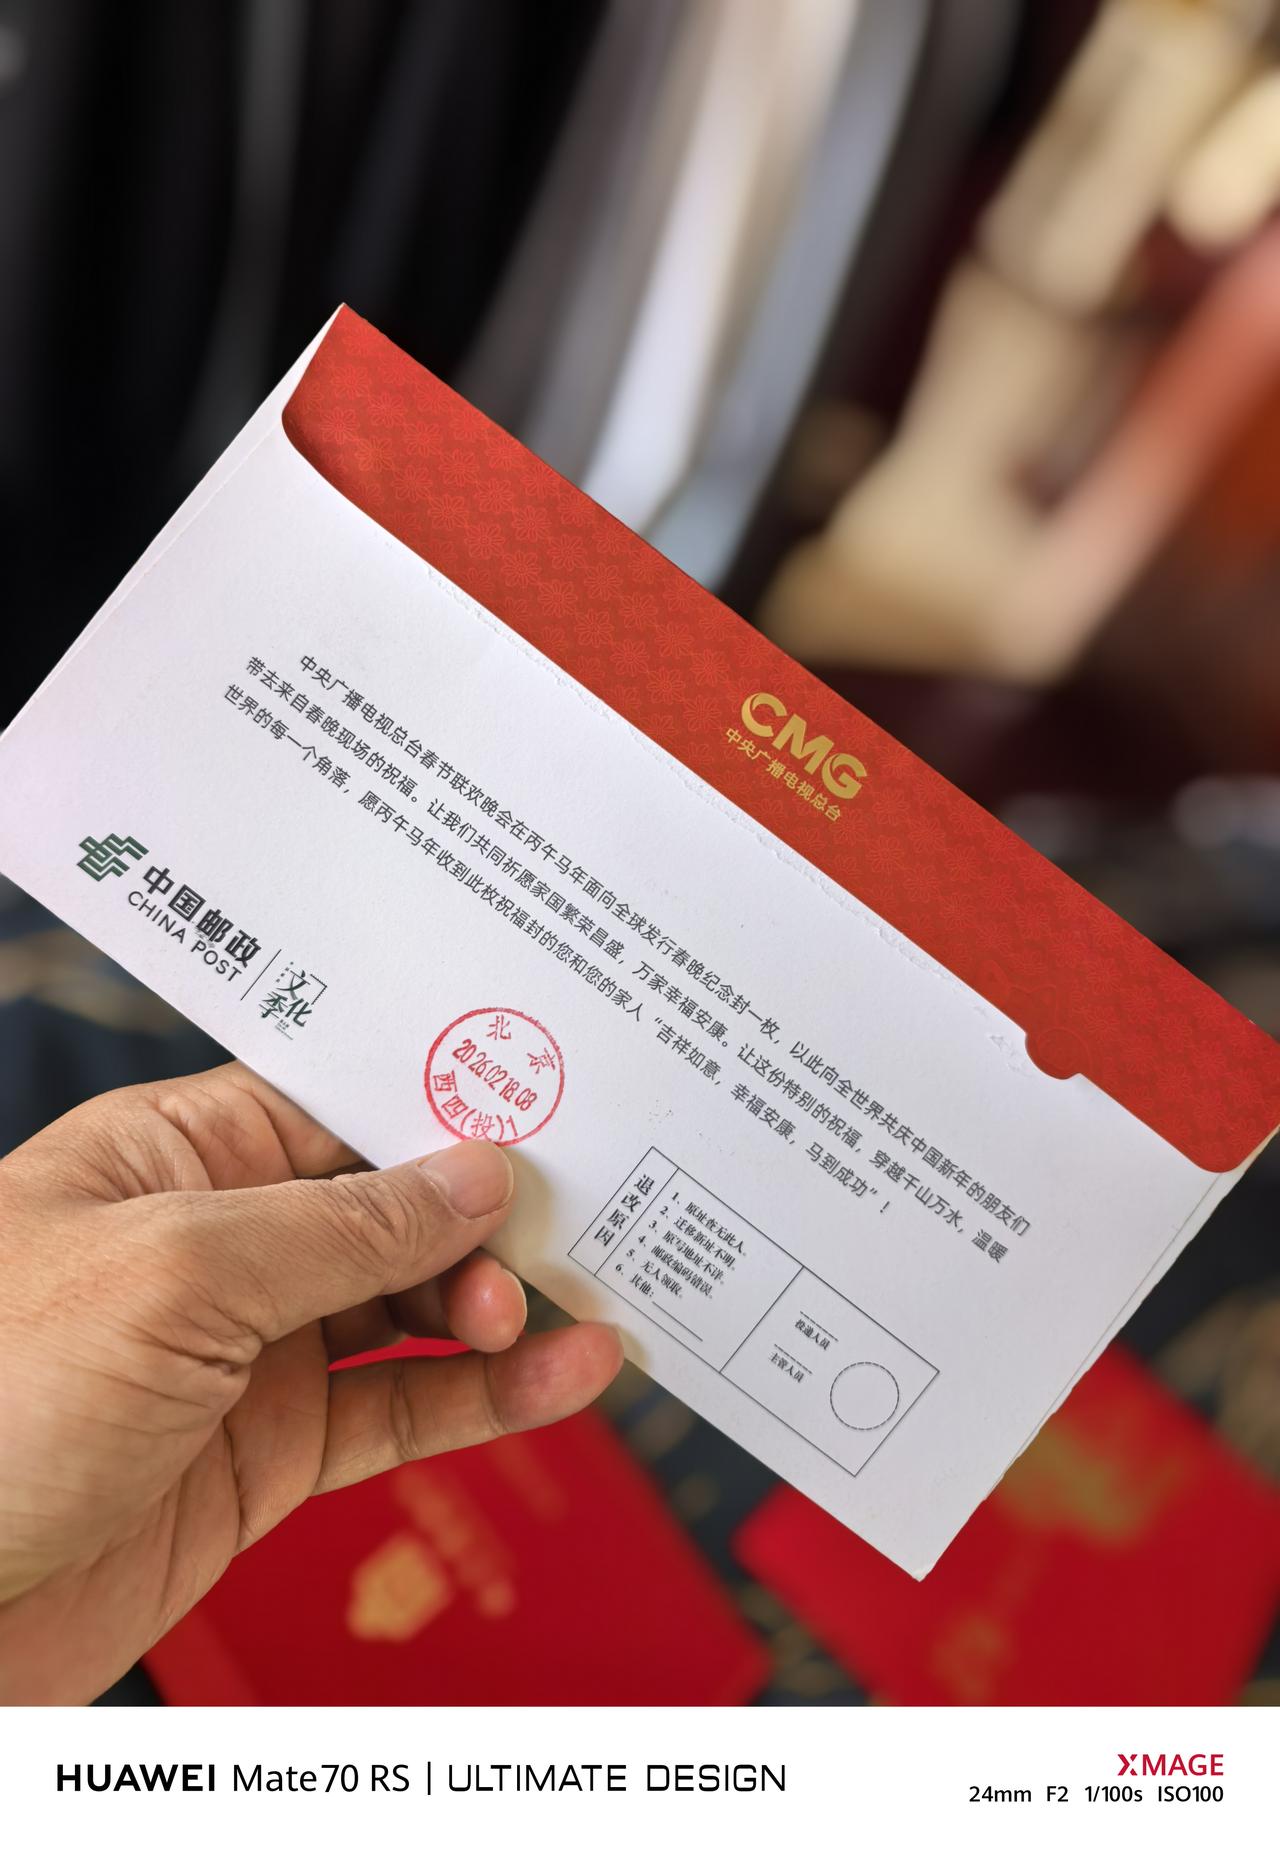 CMG
中央广播电视总台
中央广播电视总台春节联欢晚会在丙午马年面向全球发行春晚纪念封一枚，以此向全世界共庆中国新年的朋友们
带去来自春晚现场的祝福。让我们共同祈愿家国繁荣昌盛，万家幸福安康。让这份特别的祝福，穿越千山万水，温暖
世界的每一个角落，愿丙午马年收到此枚祝福封的您和您的家人“吉祥如意，幸福安康，马到成功”！
中国邮政
CHINA POST
文
季化
北京
2026.02.18.08
西四(投)
退改原因
1、原址查无此人。
2、迁移新址不明。
3、原写地址不详。
4、邮政编码错误。
5、无人领取。
6、其他：
投递人员
主管人员
HUAWEI Mate70 RS | ULTIMATE DESIGN
XMAGE
24mm F2 1/100s ISO100